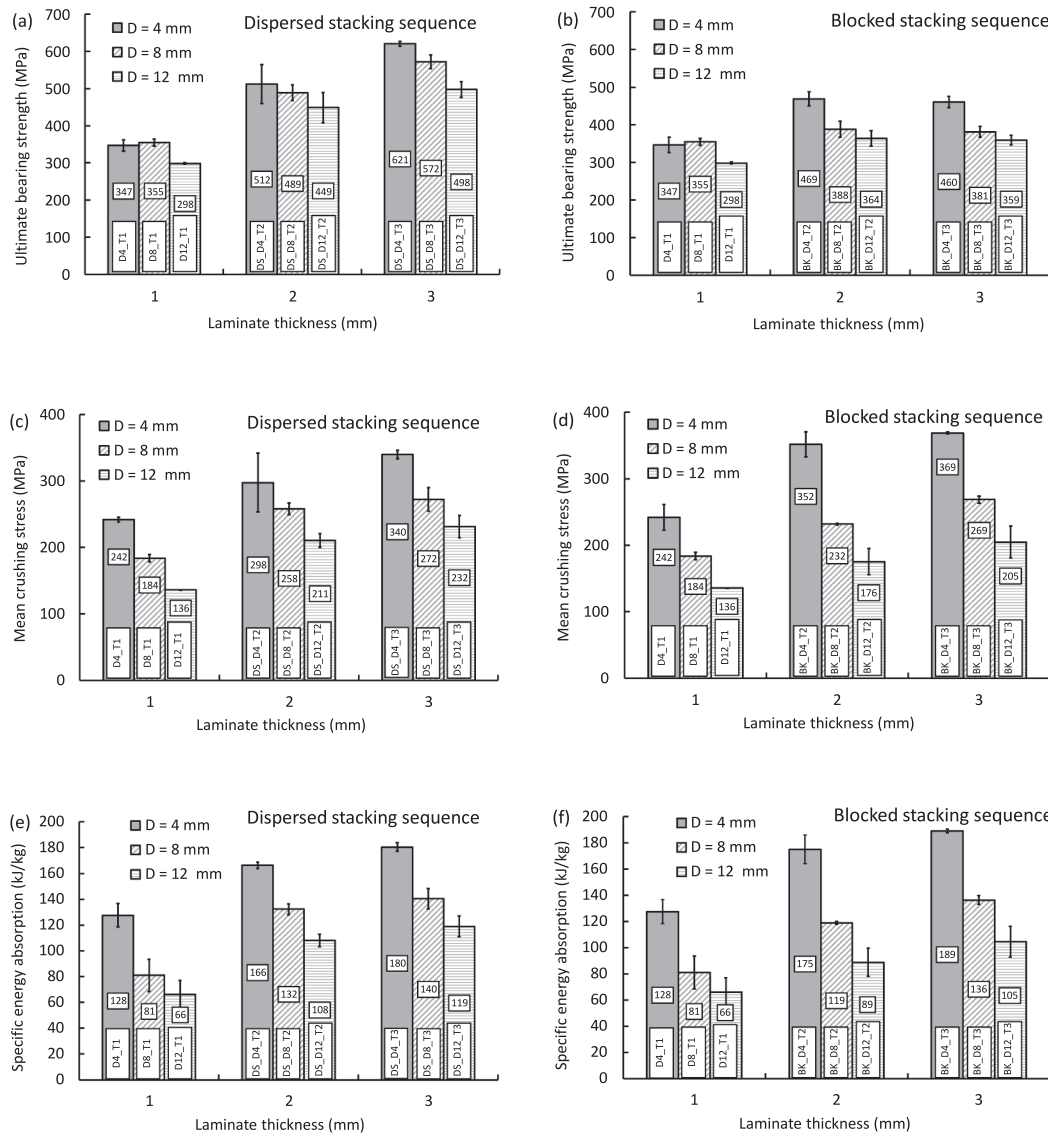 (a)
Dispersed stacking sequence
D = 4 mm
D = 8 mm
D = 12 mm
Ultimate bearing strength (MPa)
700
600
500
400
300
200
100
0
347
355
298
512
489
449
621
572
498
D4_T1
D8_T1
D12_T1
DS_D4_T2
DS_D8_T2
DS_D12_T2
DS_D4_T3
DS_D8_T3
DS_D12_T3
1
2
3
Laminate thickness (mm)
(b)
Blocked stacking sequence
D = 4 mm
D = 8 mm
D = 12 mm
Ultimate bearing strength (MPa)
700
600
500
400
300
200
100
0
347
355
298
469
388
364
460
381
359
D4_T1
D8_T1
D12_T1
BK_D4_T2
BK_D8_T2
BK_D12_T2
BK_D4_T3
BK_D8_T3
BK_D12_T3
1
2
3
Laminate thickness (mm)
(c)
Dispersed stacking sequence
D = 4 mm
D = 8 mm
D = 12 mm
Mean crushing stress (MPa)
400
300
200
100
0
242
184
136
298
258
211
340
272
232
D4_T1
D8_T1
D12_T1
DS_D4_T2
DS_D8_T2
DS_D12_T2
DS_D4_T3
DS_D8_T3
DS_D12_T3
1
2
3
Laminate thickness (mm)
(d)
Blocked stacking sequence
D = 4 mm
D = 8 mm
D = 12 mm
Mean crushing stress (MPa)
400
300
200
100
0
242
184
136
352
232
176
369
269
205
D4_T1
D8_T1
D12_T1
BK_D4_T2
BK_D8_T2
BK_D12_T2
BK_D4_T3
BK_D8_T3
BK_D12_T3
1
2
3
Laminate thickness (mm)
(e)
Dispersed stacking sequence
D = 4 mm
D = 8 mm
D = 12 mm
Specific energy absorption (kJ/kg)
200
180
160
140
120
100
80
60
40
20
0
128
81
66
166
132
108
180
140
119
D4_T1
D8_T1
D12_T1
DS_D4_T2
DS_D8_T2
DS_D12_T2
DS_D4_T3
DS_D8_T3
DS_D12_T3
1
2
3
Laminate thickness (mm)
(f)
Blocked stacking sequence
D = 4 mm
D = 8 mm
D = 12 mm
Specific energy absorption (kJ/kg)
200
180
160
140
120
100
80
60
40
20
0
128
81
66
175
119
89
189
136
105
D4_T1
D8_T1
D12_T1
BK_D4_T2
BK_D8_T2
BK_D12_T2
BK_D4_T3
BK_D8_T3
BK_D12_T3
1
2
3
Laminate thickness (mm)